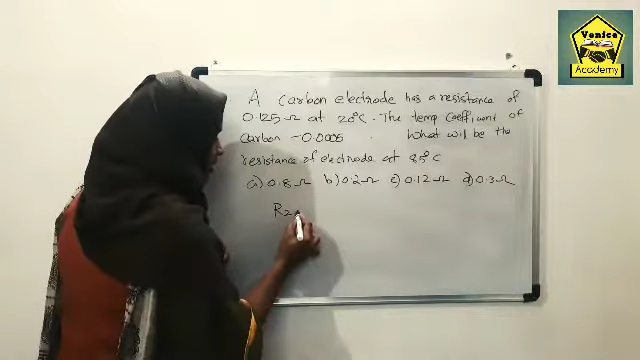 Venice
Academy
A carbon electrode has a resistance of
0.125 Ω at 20°C. The temp coefficient of
carbon -0.0005 . What will be the
resistance of electrode at 85°C
a) 0.8 Ω b) 0.2 Ω c) 0.12 Ω d) 0.3 Ω
R2